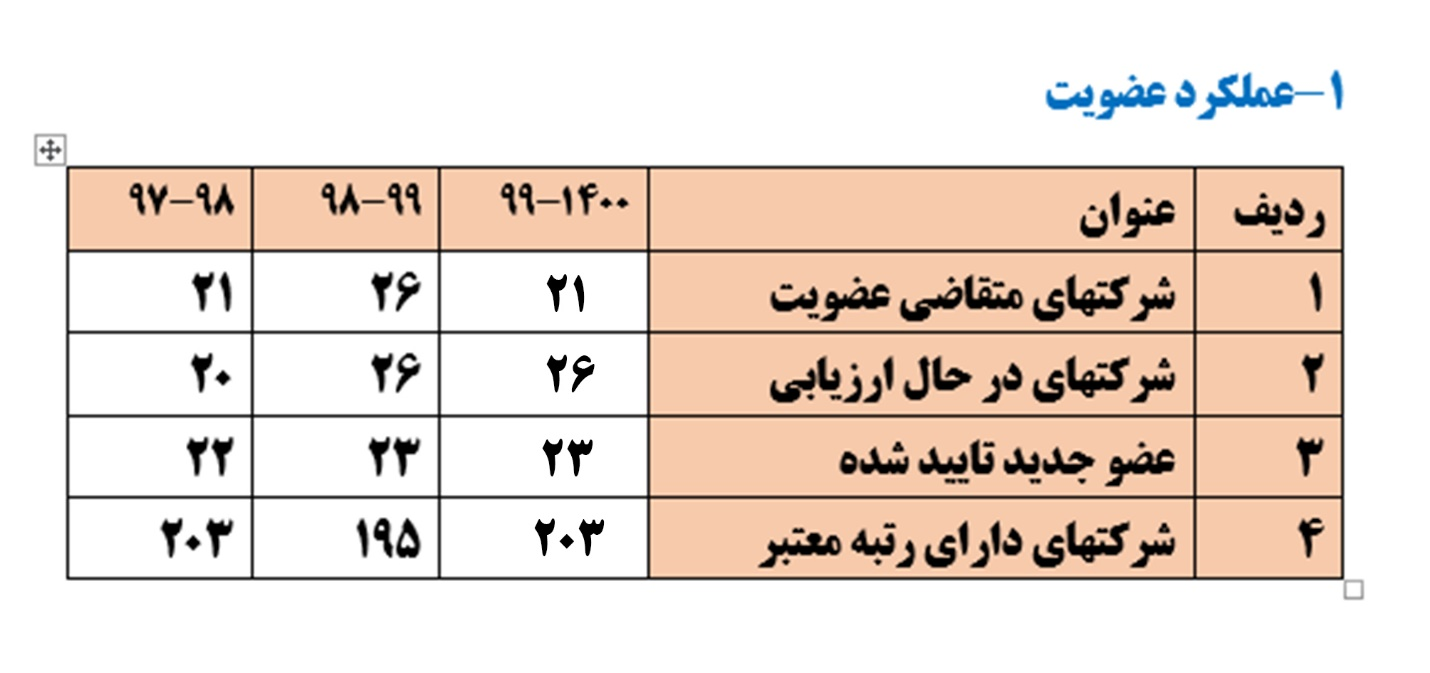 ۱-عملکرد عضویت
ردیف عنوان ۹۹-۱۴۰۰ ۹۸-۹۹ ۹۷-۹۸
۱ شرکتهای متقاضی عضویت ۲۱ ۲۶ ۲۱
۲ شرکتهای در حال ارزیابی ۲۶ ۲۶ ۲۰
۳ عضو جدید تایید شده ۲۳ ۲۳ ۲۲
۴ شرکتهای دارای رتبه معتبر ۲۰۳ ۱۹۵ ۲۰۳